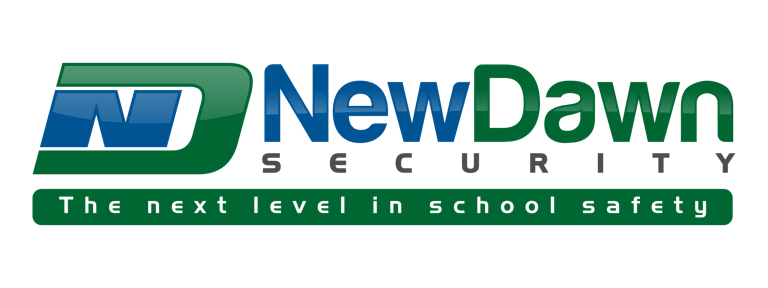 ND NewDawn
SECURITY
The next level in school safety